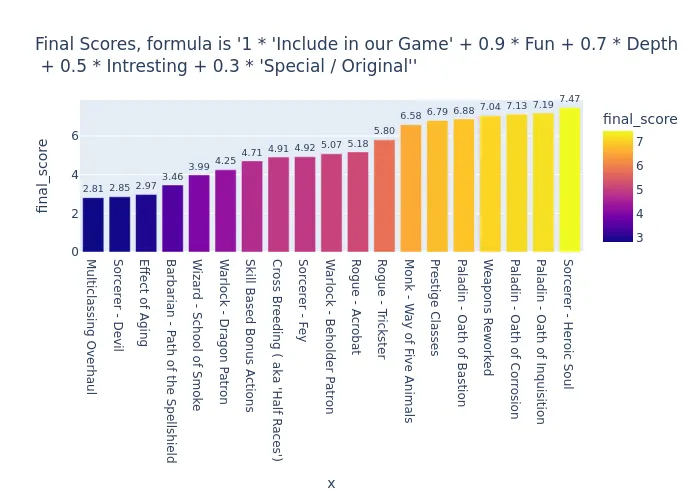 Final Scores, formula is '1 * 'Include in our Game' + 0.9 * Fun + 0.7 * Depth
+ 0.5 * Intresting + 0.3 * 'Special / Original''
final_score
6
4
2
0
2.81
2.85
2.97
3.46
3.99
4.25
4.71
4.91
4.92
5.07
5.18
5.80
6.58
6.79
6.88
7.04
7.13
7.19
7.47
Multiclassing Overhaul
Sorcerer - Devil
Effect of Aging
Barbarian - Path of the Spellshield
Wizard - School of Smoke
Warlock - Dragon Patron
Skill Based Bonus Actions
Cross Breeding ( aka 'Half Races')
Sorcerer - Fey
Warlock - Beholder Patron
Rogue - Acrobat
Rogue - Trickster
Monk - Way of Five Animals
Prestige Classes
Paladin - Oath of Bastion
Weapons Reworked
Paladin - Oath of Corrosion
Paladin - Oath of Inquisition
Sorcerer - Heroic Soul
x
final_score
7
6
5
4
3